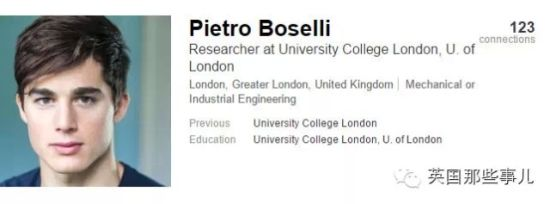 Pietro Boselli
123
connections
Researcher at University College London, U. of
London
London, Greater London, United Kingdom | Mechanical or
Industrial Engineering
Previous University College London
Education University College London, U. of London
英国那些事儿